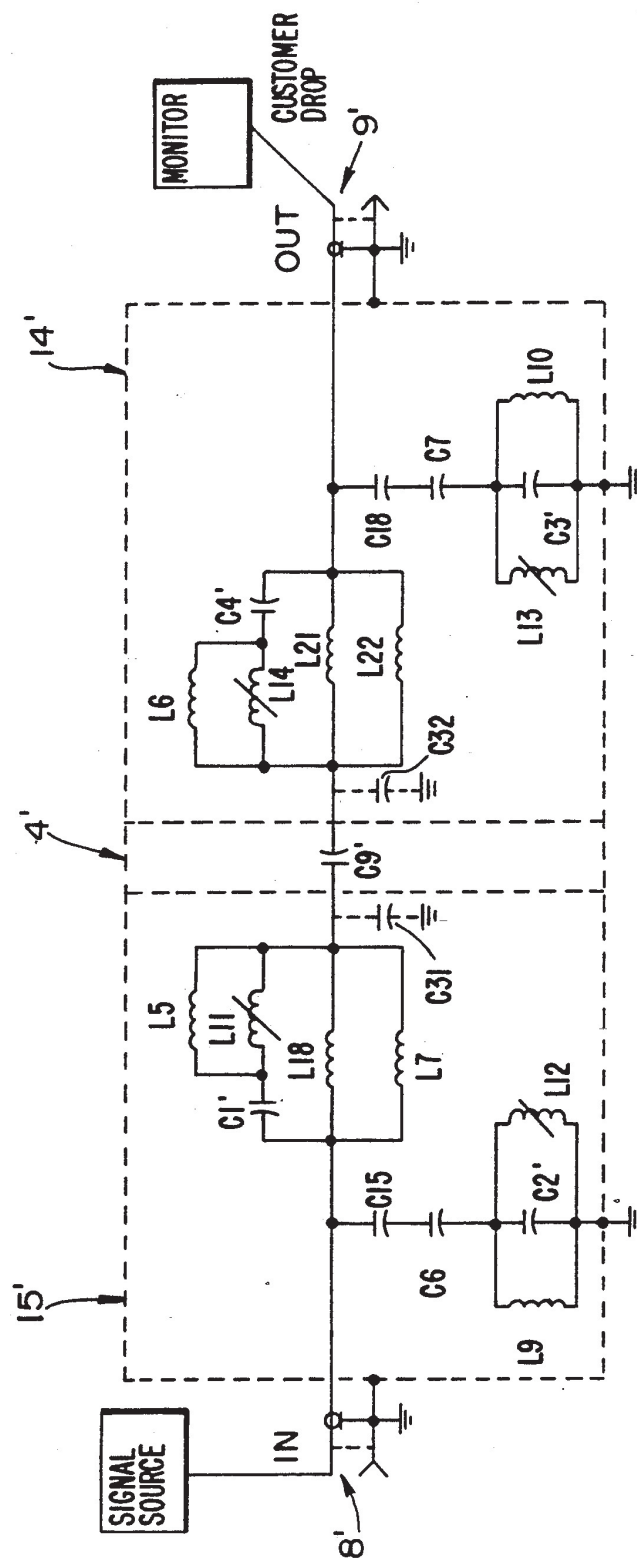 SIGNAL
SOURCE
IN
8'
15'
4'
14'
MONITOR
CUSTOMER
DROP
OUT
9'
L5
L11
C1'
L18
L7
C31
C15
C6
L9
C2'
L12
C9'
L6
L14
C4'
L21
L22
C32
C18
C7
L13
C3'
L10